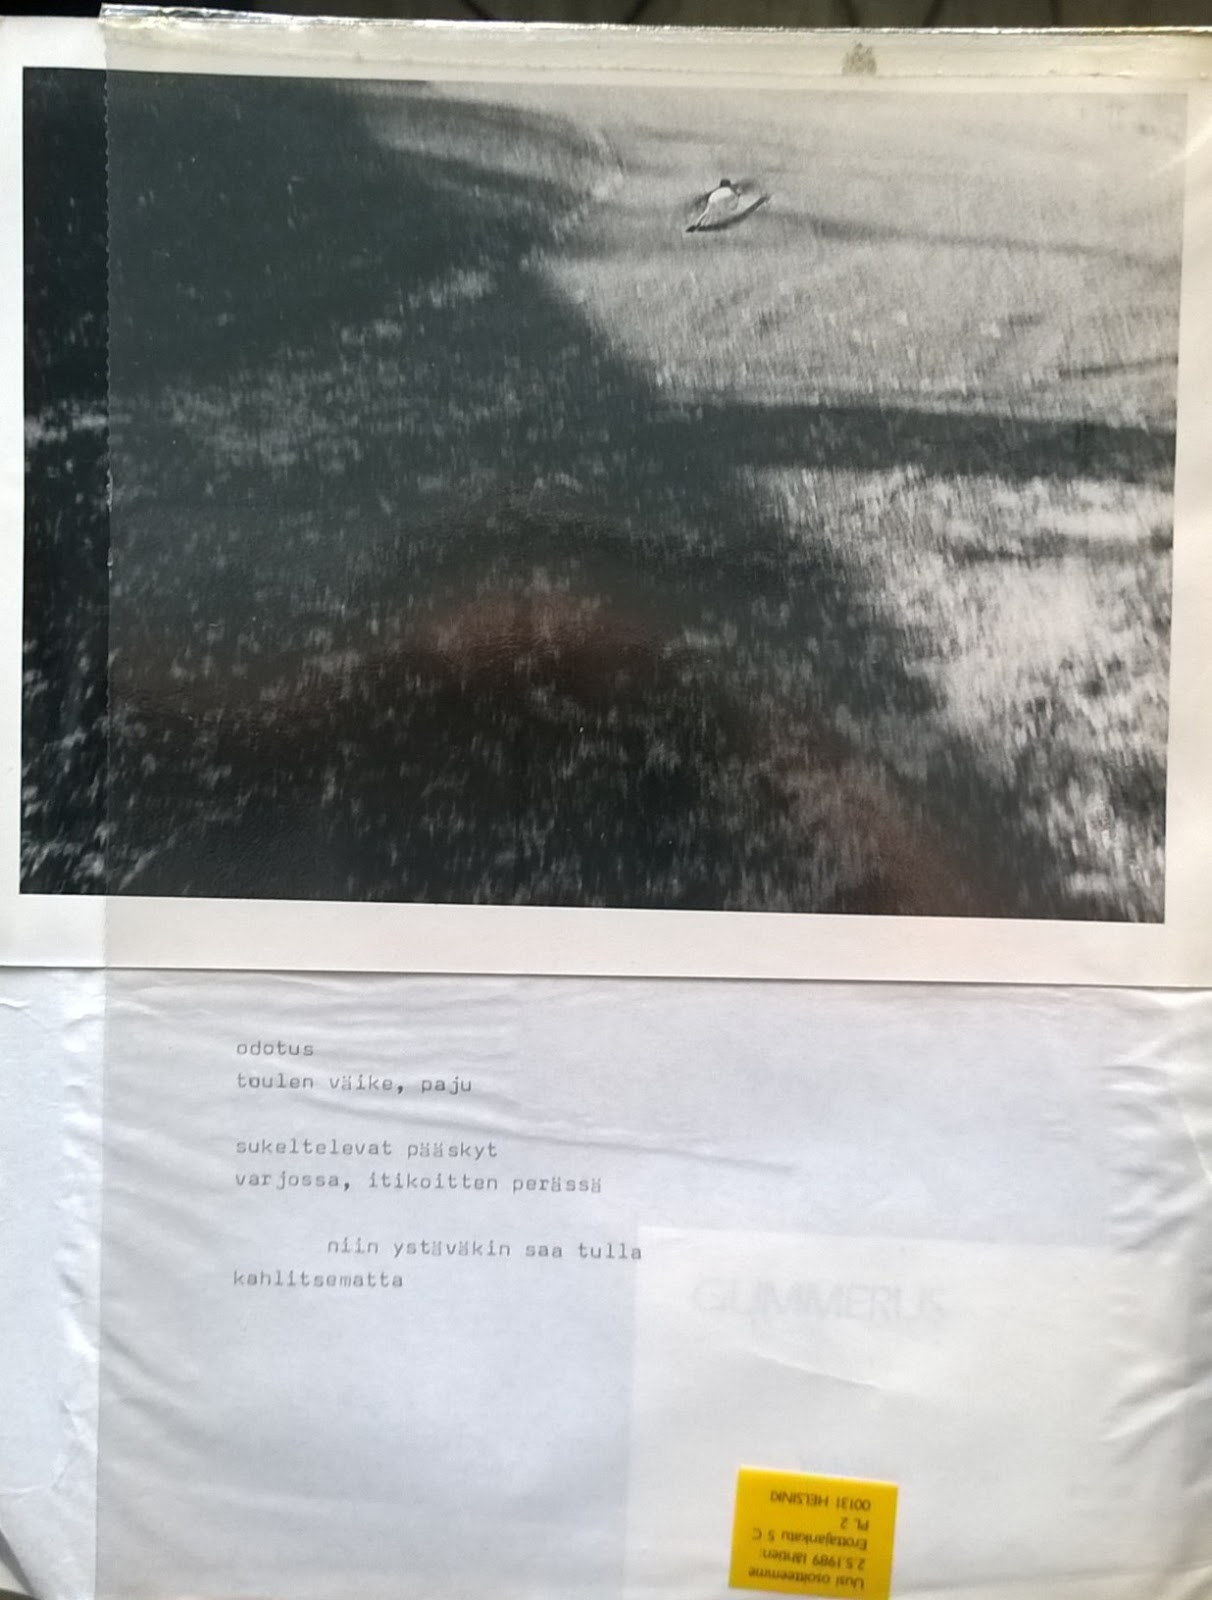 odotus
tuulen väike, paju
sukeltelevat pääskyt
varjossa, itikoitten perässä
niin ystäväkin saa tulla
kahlitsematta
GUMMERUS
Uusi osoitteemme
2.5.1989 lähtien:
Erottajankatu 5 C
PL 2
00131 HELSINKI